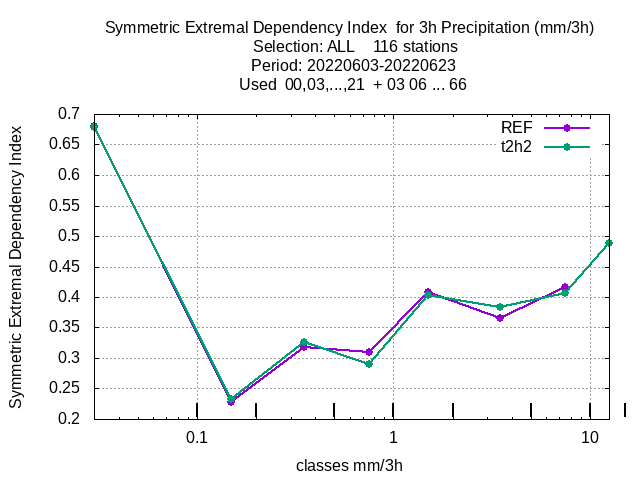 Symmetric Extremal Dependency Index  for 3h Precipitation (mm/3h)
Selection: ALL    116 stations
Period: 20220603-20220623
Used  00,03,...,21  + 03 06 ... 66
REF
t2h2
Symmetric Extremal Dependency Index
0.7
0.65
0.6
0.55
0.5
0.45
0.4
0.35
0.3
0.25
0.2
0.1
1
10
classes mm/3h